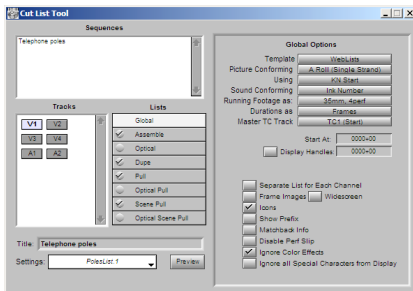 Cut List Tool
Sequences
Telephone poles
Tracks
V1 V2
V3 V4
A1 A2
Lists
Global
Assemble
Optical
Dupe
Pull
Optical Pull
Scene Pull
Optical Scene Pull
Title: Telephone poles
Settings: PolesList.1 Preview
Global Options
Template WebLists
Picture Conforming A Roll (Single Strand)
Using KN Start
Sound Conforming Ink Number
Running Footage as: 35mm, 4perf
Durations as Frames
Master TC Track TC1 (Start)
Start At: 0000+00
Display Handles: 0000+00
Separate List for Each Channel
Frame Images Widescreen
Icons
Show Prefix
Matchback Info
Disable Perf Slip
Ignore Color Effects
Ignore all Special Characters from Display